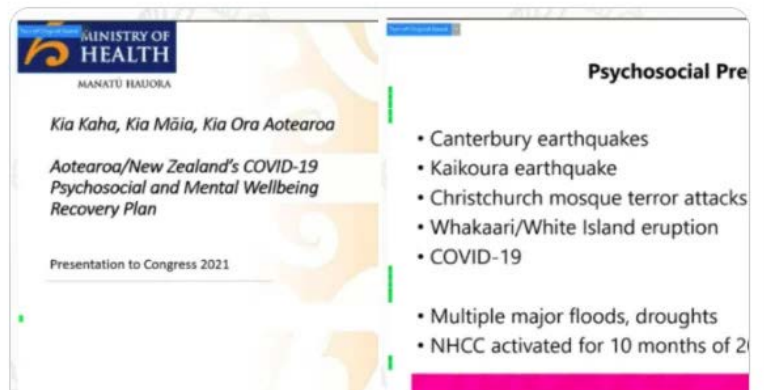 MINISTRY OF
HEALTH
MANATŪ HAUORA
Kia Kaha, Kia Māia, Kia Ora Aotearoa
Aotearoa/New Zealand's COVID-19
Psychosocial and Mental Wellbeing
Recovery Plan
Presentation to Congress 2021
Psychosocial Pre
• Canterbury earthquakes
• Kaikoura earthquake
• Christchurch mosque terror attacks
• Whakaari/White Island eruption
• COVID-19
• Multiple major floods, droughts
• NHCC activated for 10 months of 2